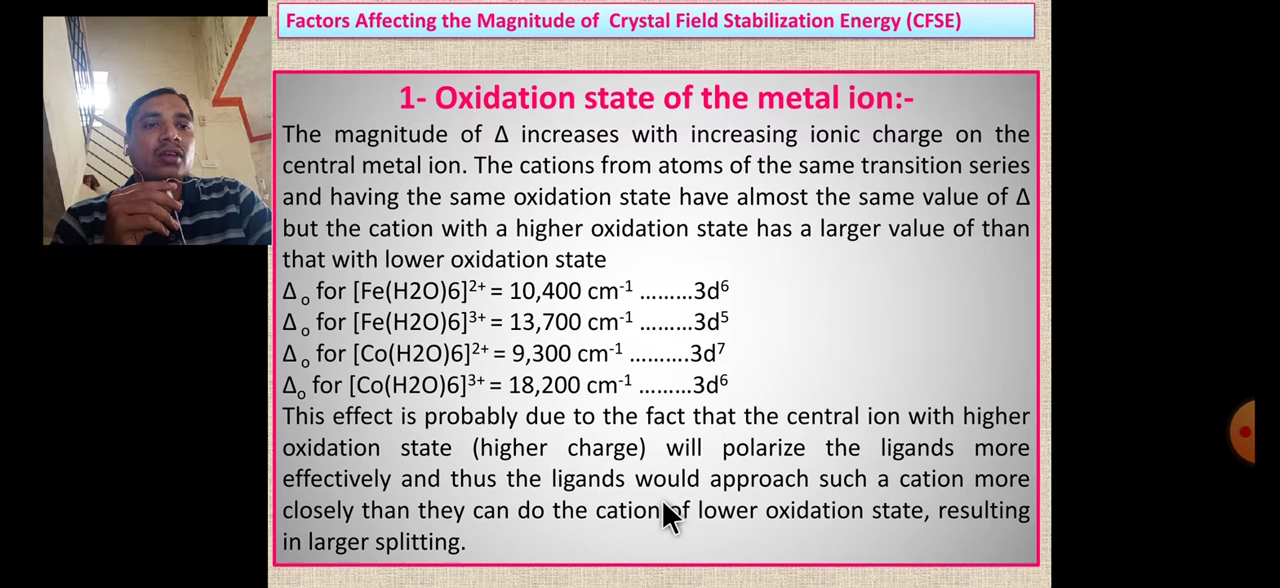 Factors Affecting the Magnitude of Crystal Field Stabilization Energy (CFSE)
1- Oxidation state of the metal ion:-
The magnitude of Δ increases with increasing ionic charge on the
central metal ion. The cations from atoms of the same transition series
and having the same oxidation state have almost the same value of Δ
but the cation with a higher oxidation state has a larger value of than
that with lower oxidation state
Δₒ for [Fe(H2O)6]²⁺ = 10,400 cm⁻¹ .........3d⁶
Δₒ for [Fe(H2O)6]³⁺ = 13,700 cm⁻¹ .........3d⁵
Δₒ for [Co(H2O)6]²⁺ = 9,300 cm⁻¹ ..........3d⁷
Δₒ for [Co(H2O)6]³⁺ = 18,200 cm⁻¹ .........3d⁶
This effect is probably due to the fact that the central ion with higher
oxidation state (higher charge) will polarize the ligands more
effectively and thus the ligands would approach such a cation more
closely than they can do the cation of lower oxidation state, resulting
in larger splitting.